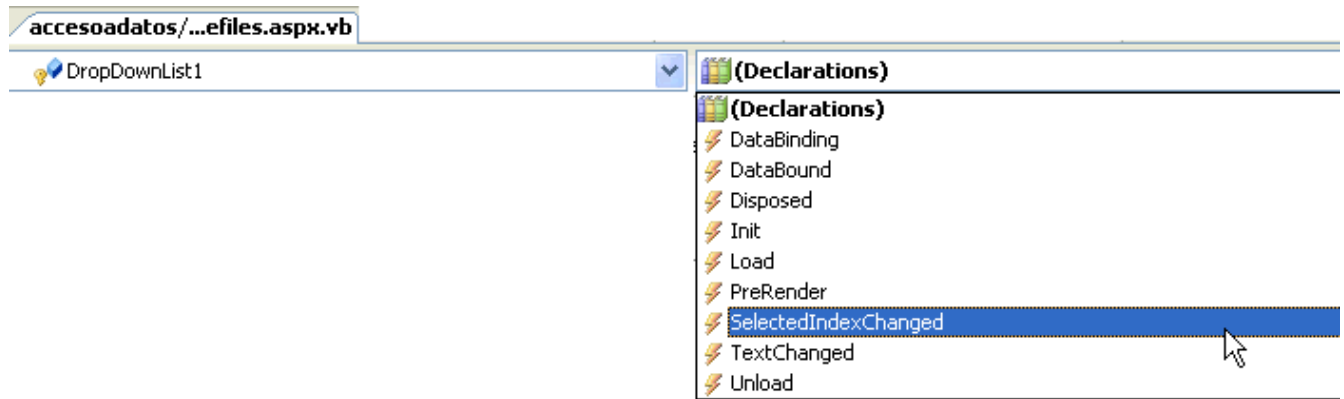 accesoadatos/...efiles.aspx.vb
DropDownList1
(Declarations)
(Declarations)
DataBinding
DataBound
Disposed
Init
Load
PreRender
SelectedIndexChanged
TextChanged
Unload